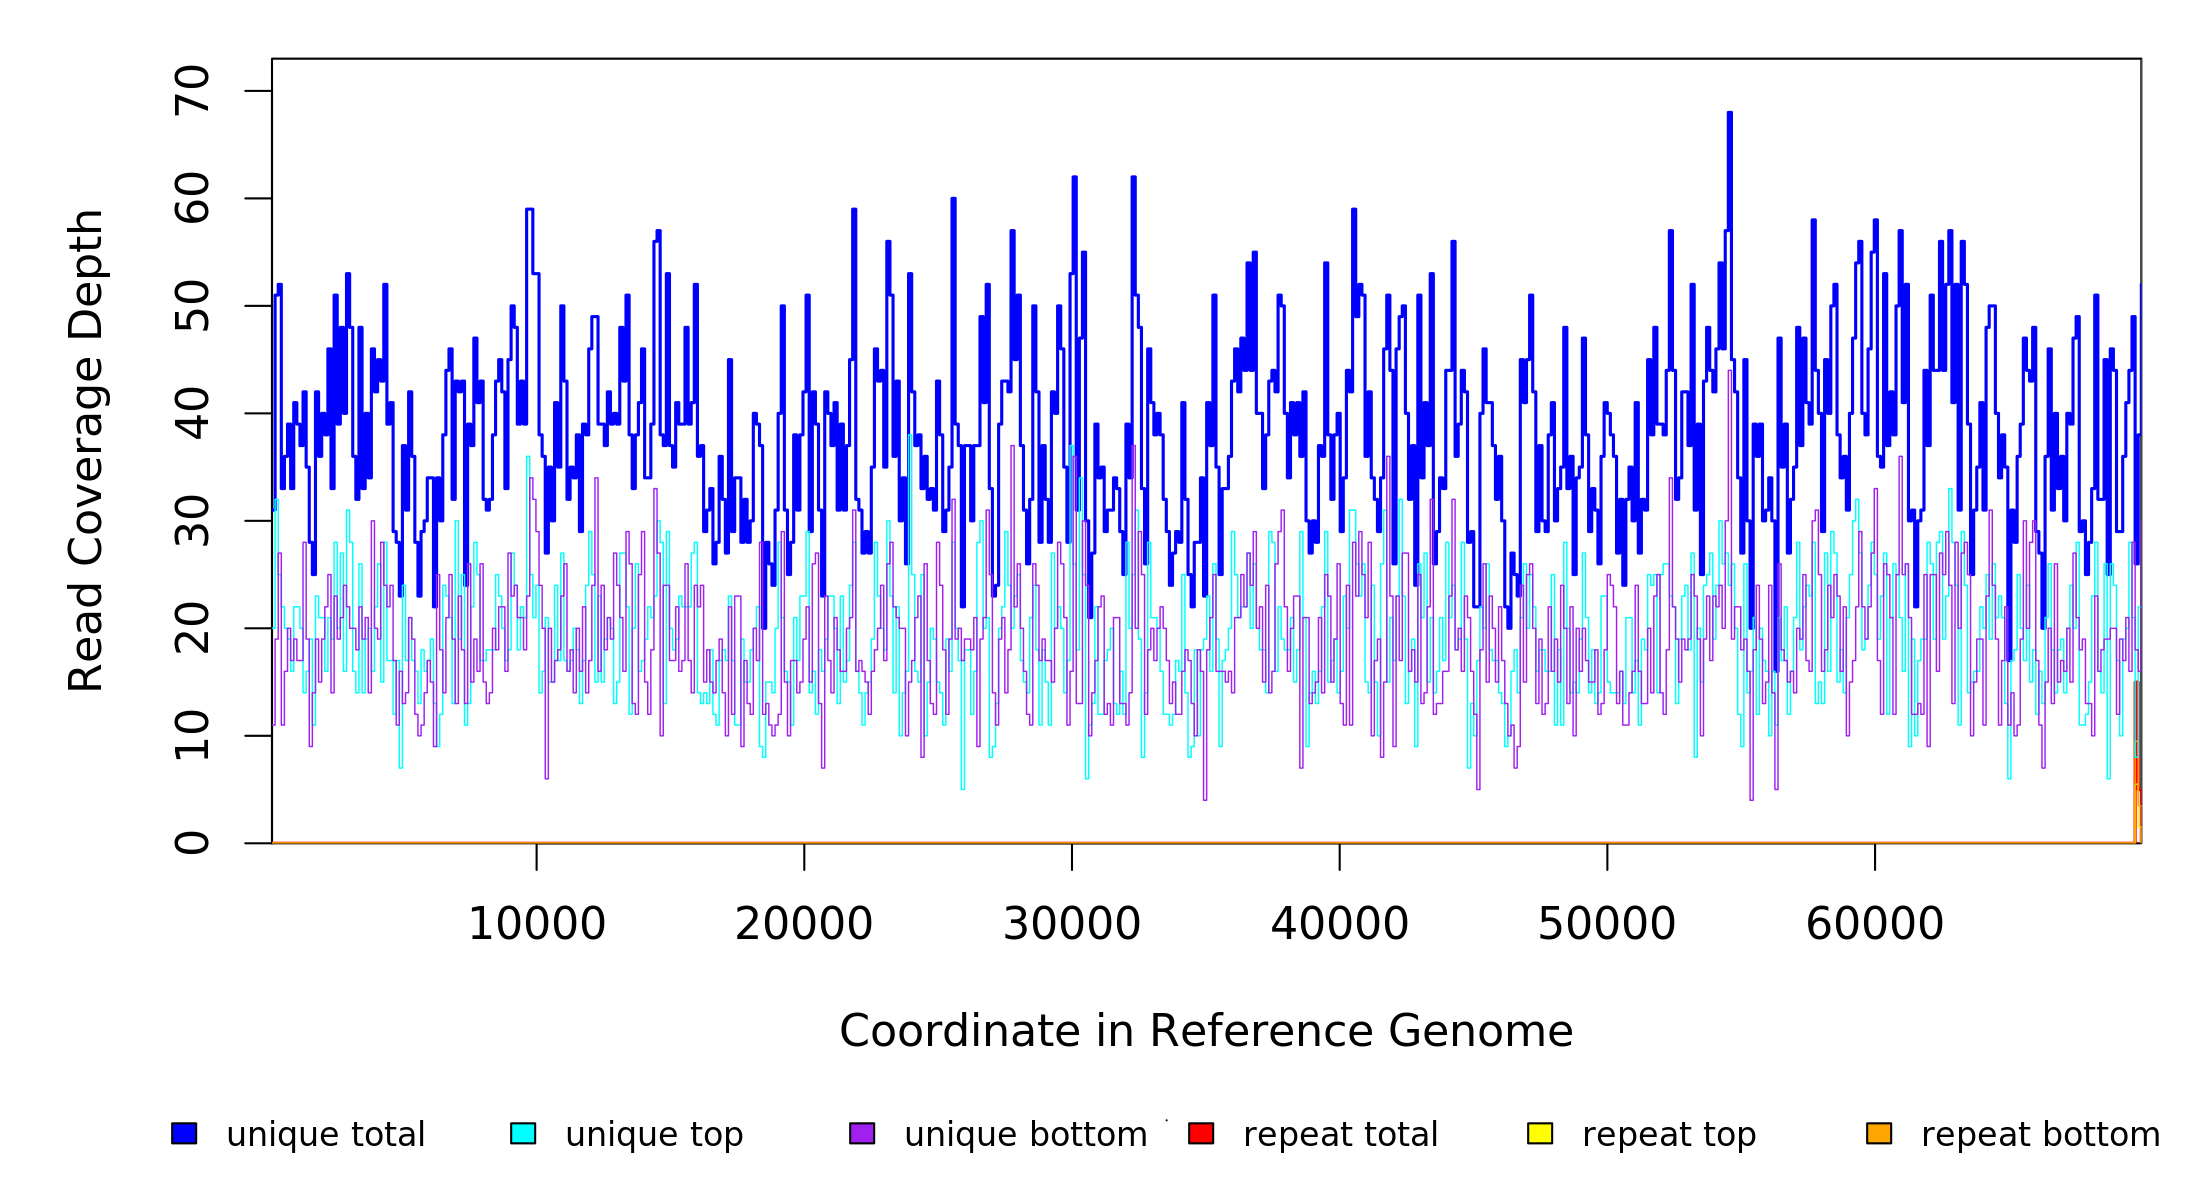 Read Coverage Depth
70
60
50
40
30
20
10
0
10000 20000 30000 40000 50000 60000
Coordinate in Reference Genome
unique total unique top unique bottom repeat total repeat top repeat bottom